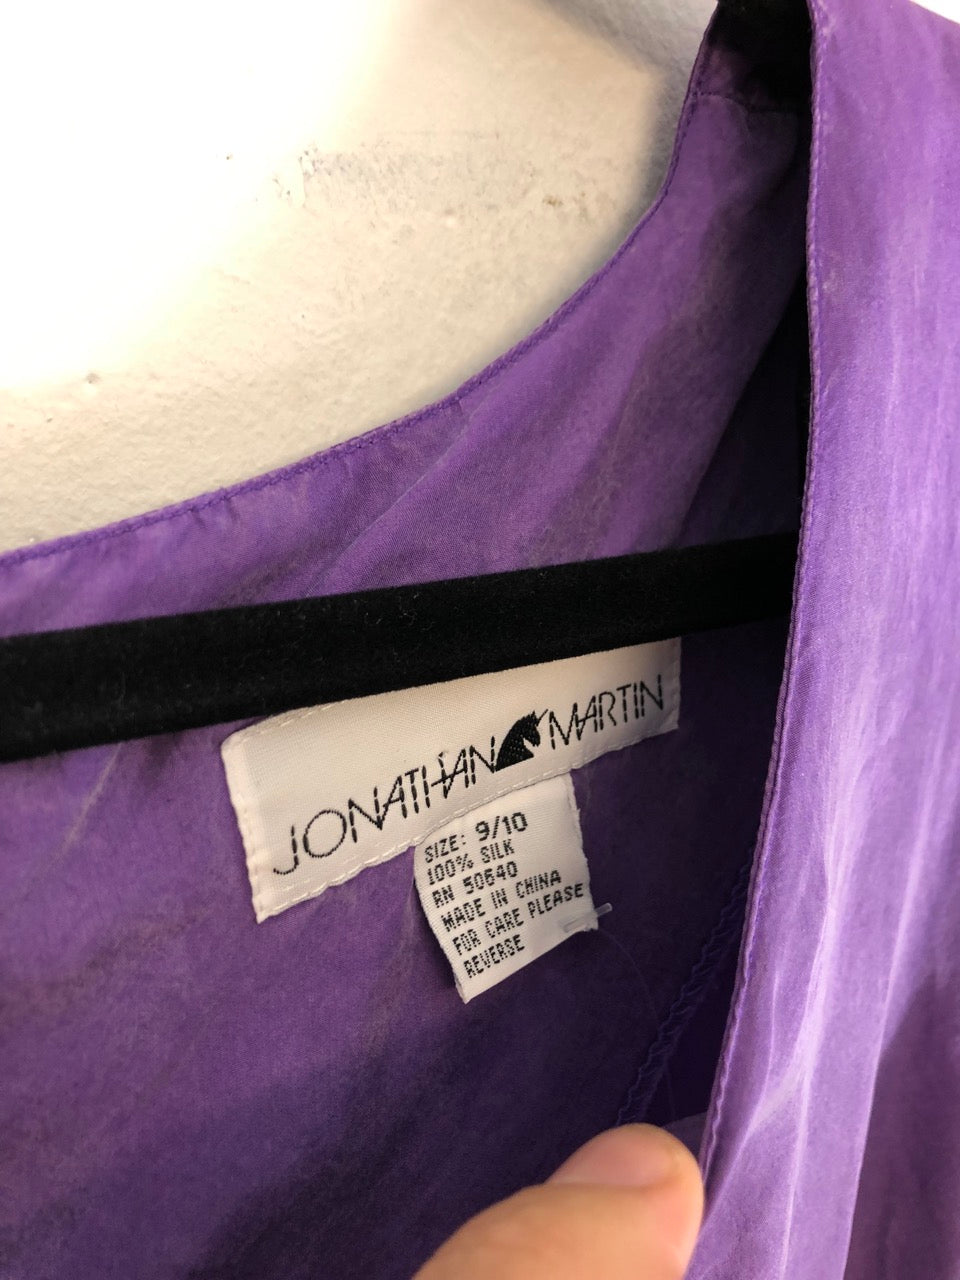 JONATHAN MARTIN
SIZE: 9/10
100% SILK
RN 50640
MADE IN CHINA
FOR CARE PLEASE
REVERSE